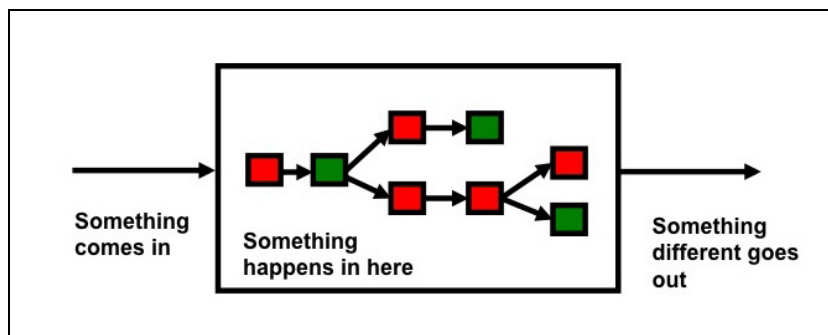 Something
comes in
Something
happens in here
Something
different goes
out